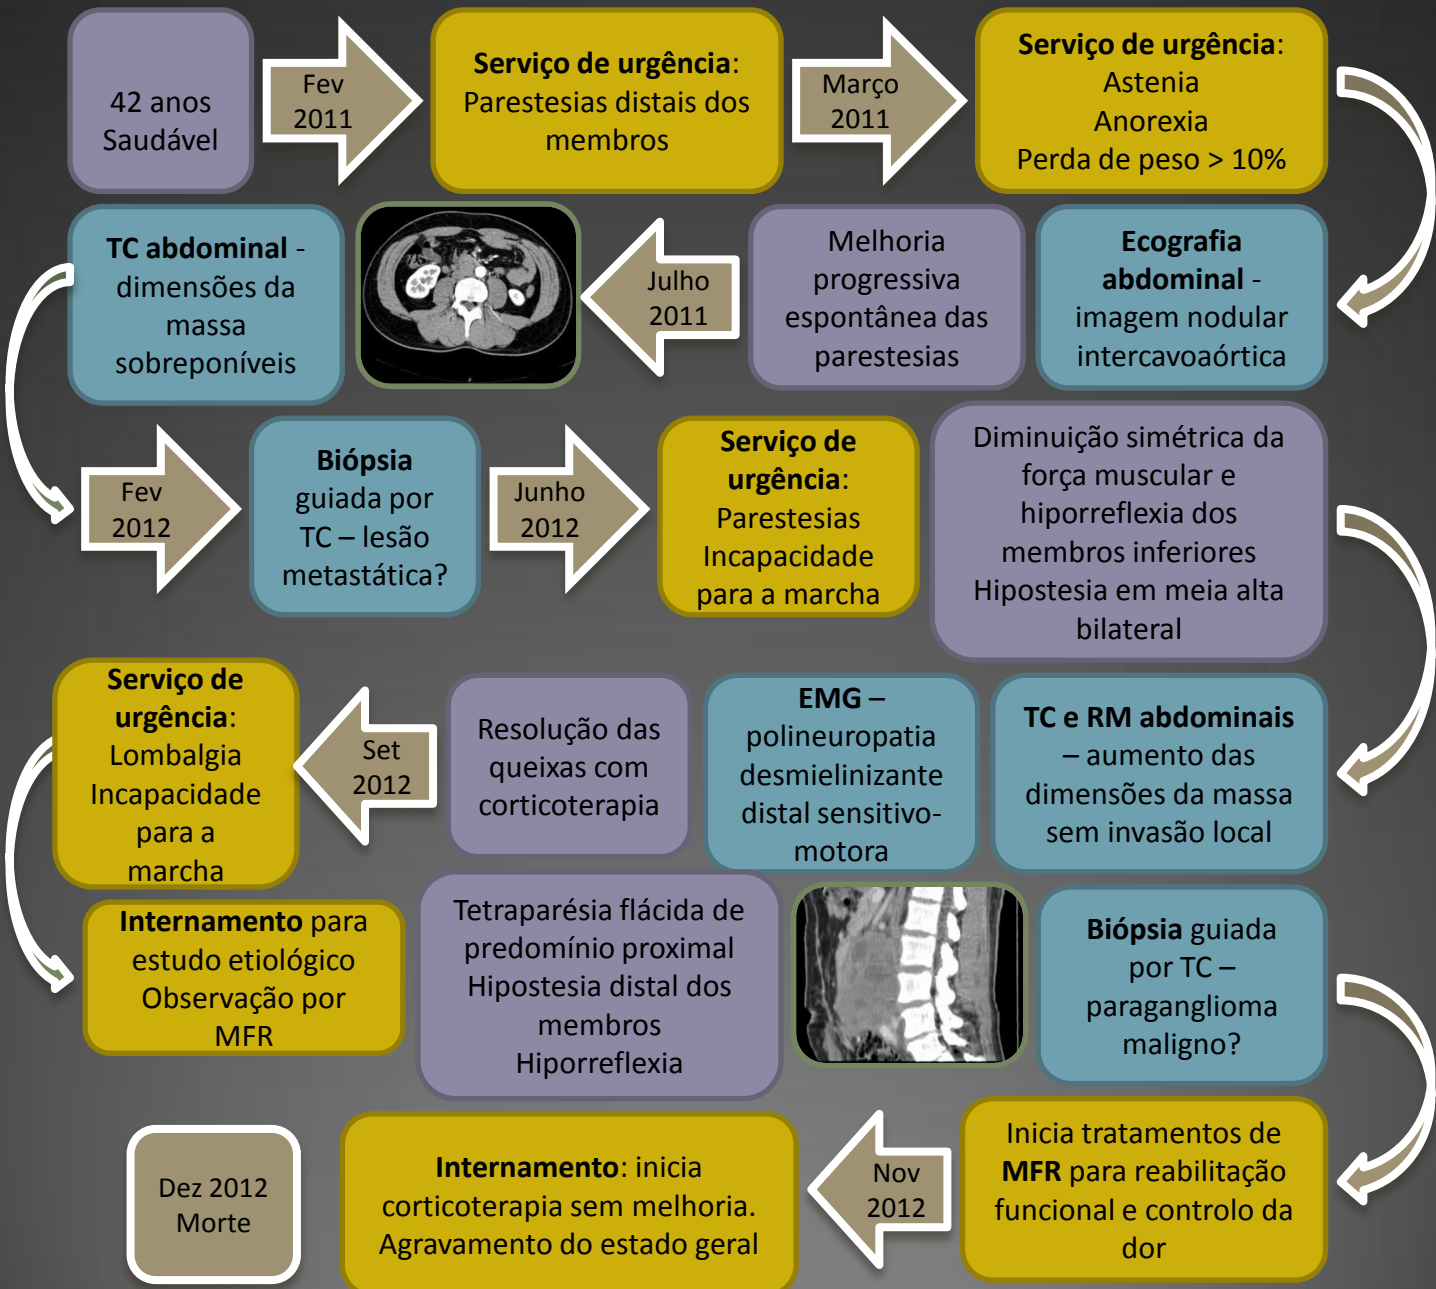 42 anos
Saudável
Fev
2011
Serviço de urgência:
Parestesias distais dos
membros
Março
2011
Serviço de urgência:
Astenia
Anorexia
Perda de peso > 10%
Ecografia
abdominal -
imagem nodular
intercavoaórtica
Melhoria
progressiva
espontânea das
parestesias
Julho
2011
TC abdominal -
dimensões da
massa
sobreponíveis
Fev
2012
Biópsia
guiada por
TC – lesão
metastática?
Junho
2012
Serviço de
urgência:
Parestesias
Incapacidade
para a marcha
Diminuição simétrica da
força muscular e
hiporreflexia dos
membros inferiores
Hipostesia em meia alta
bilateral
TC e RM abdominais
– aumento das
dimensões da massa
sem invasão local
EMG –
polineuropatia
desmielinizante
distal sensitivo-
motora
Resolução das
queixas com
corticoterapia
Set
2012
Serviço de
urgência:
Lombalgia
Incapacidade
para a
marcha
Internamento para
estudo etiológico
Observação por
MFR
Tetraparésia flácida de
predomínio proximal
Hipostesia distal dos
membros
Hiporreflexia
Biópsia guiada
por TC –
paraganglioma
maligno?
Inicia tratamentos de
MFR para reabilitação
funcional e controlo da
dor
Nov
2012
Internamento: inicia
corticoterapia sem melhoria.
Agravamento do estado geral
Dez 2012
Morte